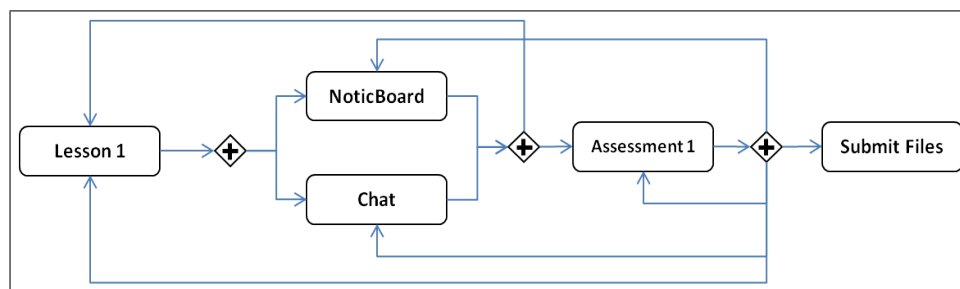 NoticBoard
Lesson 1
Assessment 1
Submit Files
Chat